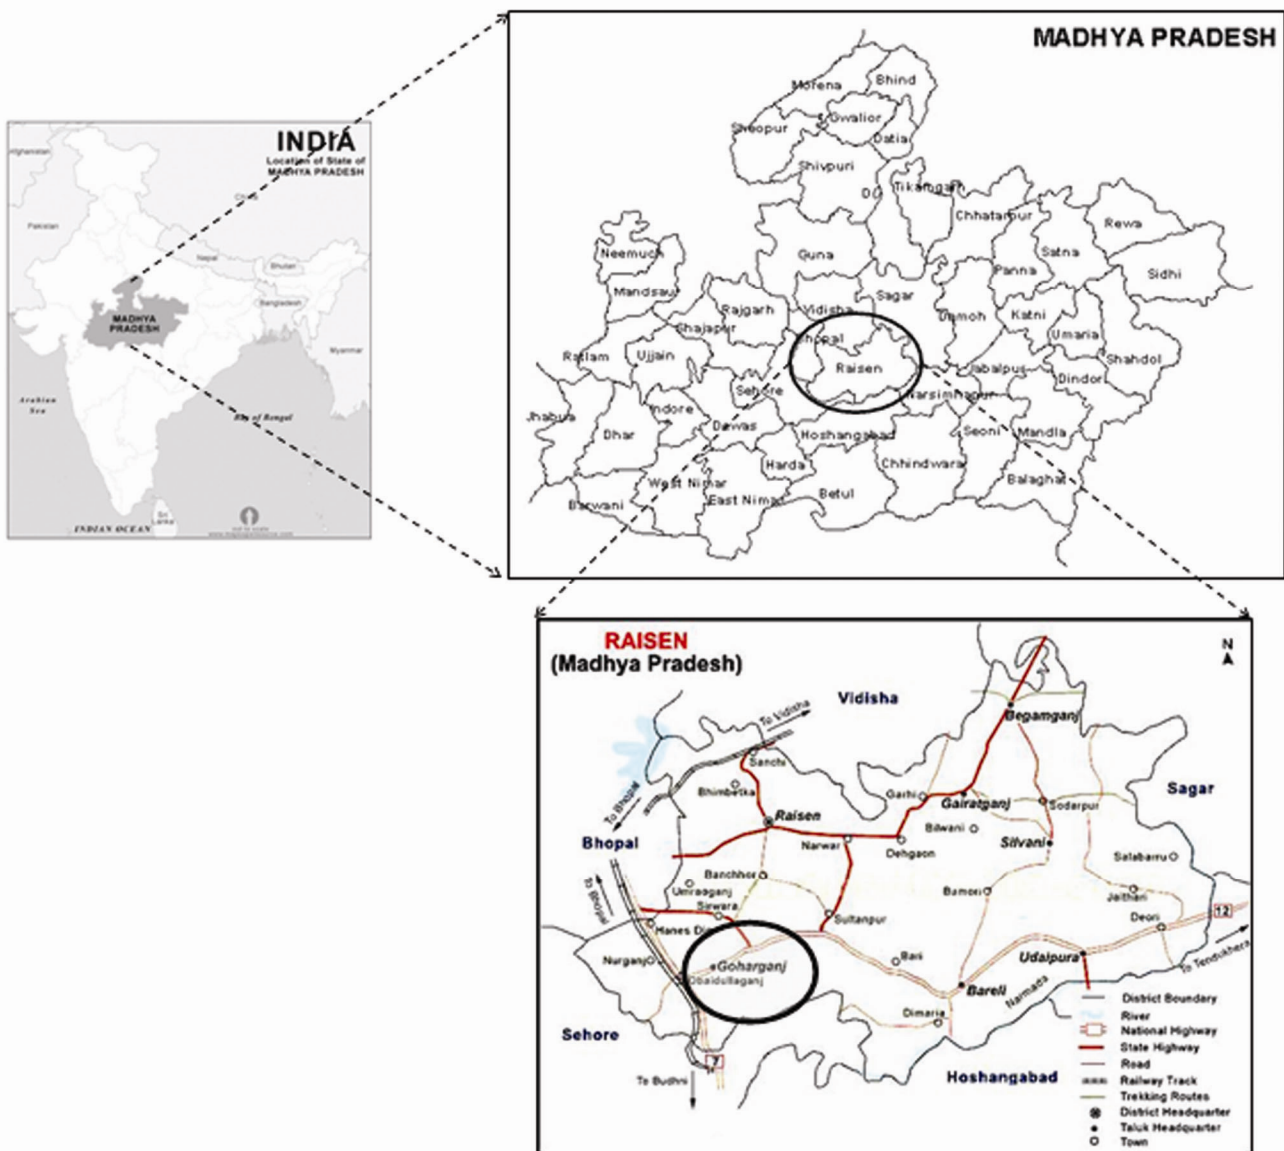 INDIA
Location of State of
MADHYA PRADESH
Afghanistan
China
Pakistan
Nepal
Bhutan
Bangladesh
MADHYA
PRADESH
Myanmar
Arabian
Sea
Bay of Bengal
Sri
Lanka
INDIAN OCEAN
MADHYA PRADESH
Bhind
Morena
Gwalior
Sheopur
Datia
Shivpuri
Tikamgarh
Chhatarpur
Rewa
Neemuch
Guna
Satna
Panna
Sidhi
Mandsau
Sagar
Rajgarh
Vidisha
Katni
Shajapur
Umaria
Ratlam
Ujjain
Raisen
Jabalpur
Shahdol
Dindor
Sehore
Narsimhapur
Jhabua
Indore
Dhar
Dewas
Hoshangabad
Seoni
Mandla
Harda
Chhindwara
West Nimar
Balaghat
Barwani
East Nimar
Betul
RAISEN
(Madhya Pradesh)
N
Vidisha
To Vidisha
Begamganj
Sanchi
Bhimbetka
Sagar
To Bhopal
Garhi
Gairatganj
Sodarpur
Raisen
Bilwani
Bhopal
Narwar
Dehgaon
Silvani
Salabarru
Banchhor
To Bhopal
Umraoganj
Bamori
Jaithari
Sirwara
Sultanpur
Deori
12
Nurganj
Goharganj
Bari
Udaipura
To Tendukhera
Obaidullaganj
Bareli
Narmada
Dimaria
Sehore
7
To Budhni
Hoshangabad
District Boundary
River
National Highway
State Highway
Road
Railway Track
Trekking Routes
District Headquarter
Taluk Headquarter
Town